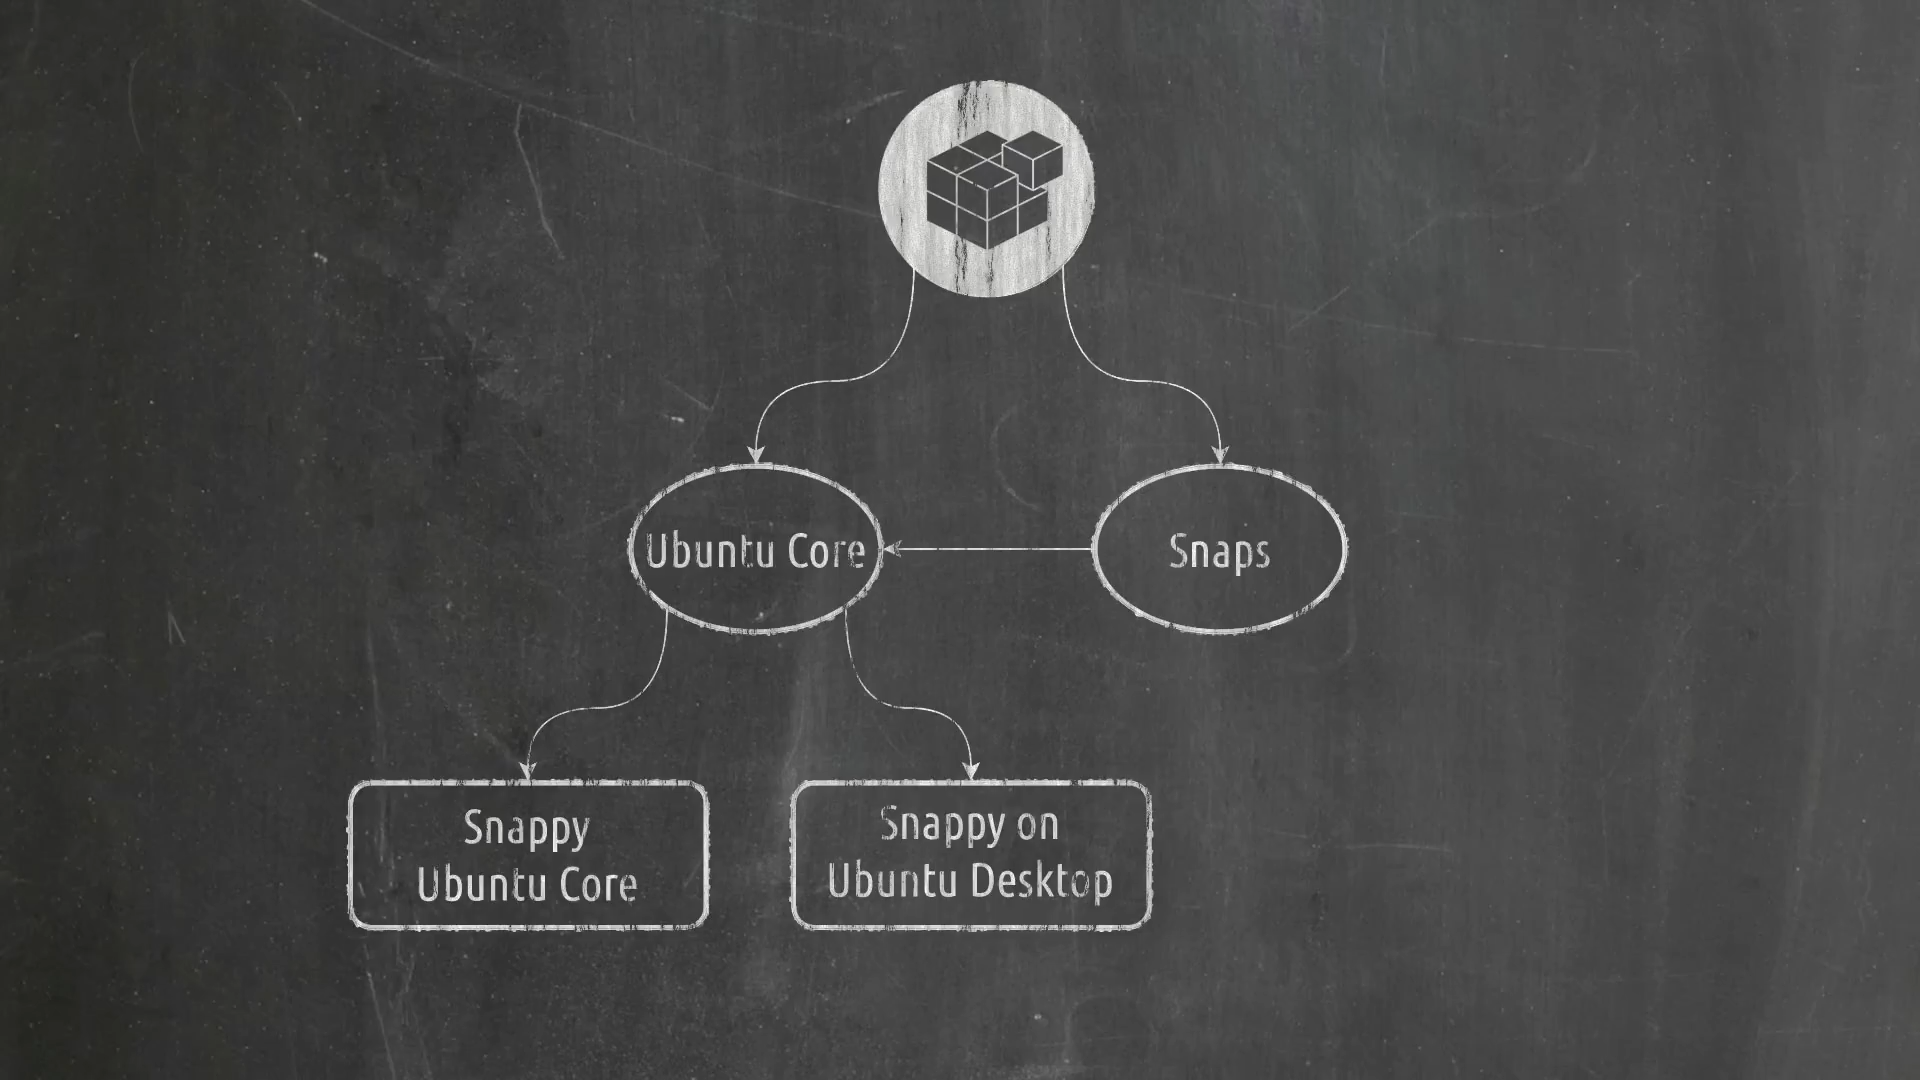 Ubuntu Core
Snaps
Snappy
Ubuntu Core
Snappy on
Ubuntu Desktop